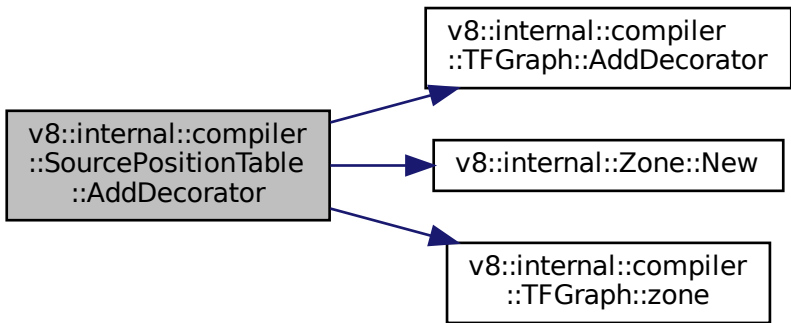 v8::internal::compiler
::SourcePositionTable
::AddDecorator
v8::internal::compiler
::TFGraph::AddDecorator
v8::internal::Zone::New
v8::internal::compiler
::TFGraph::zone